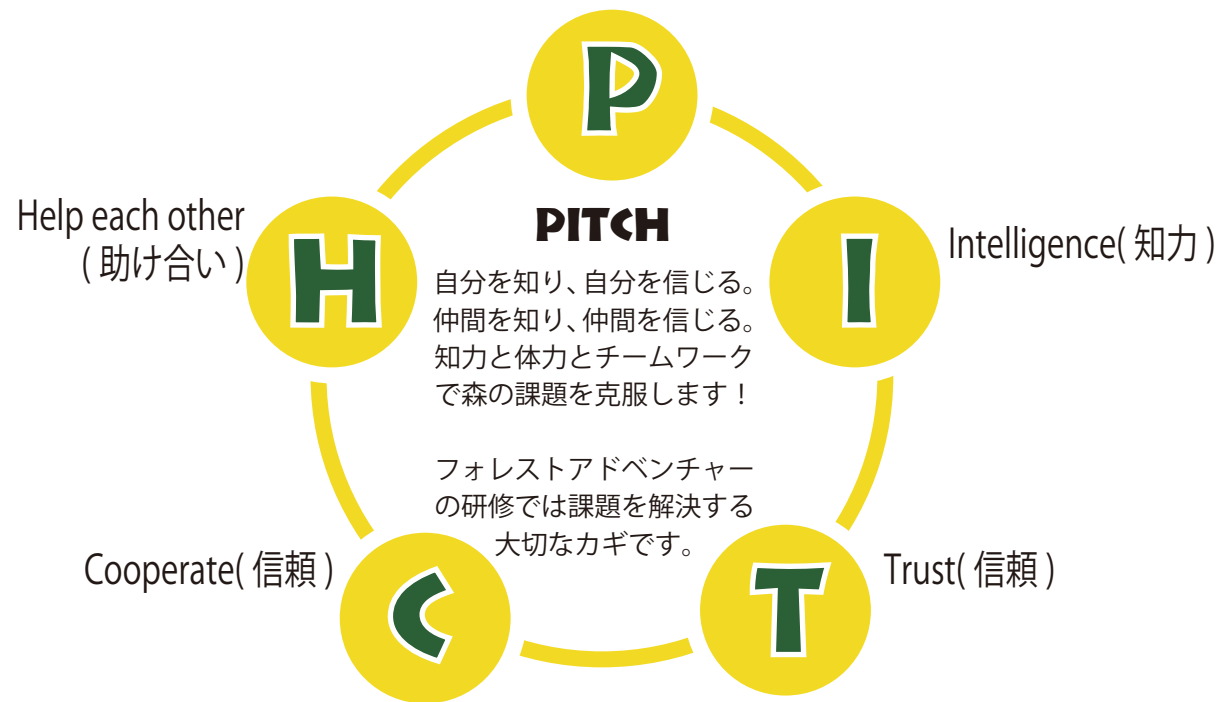 P
Help each other
( 助け合い )
H
PITCH
I
Intelligence( 知力 )
自分を知り、自分を信じる。
仲間を知り、仲間を信じる。
知力と体力とチームワーク
で森の課題を克服します！
フォレストアドベンチャー
の研修では課題を解決する
大切なカギです。
Cooperate( 信頼 )
C
T
Trust( 信頼 )